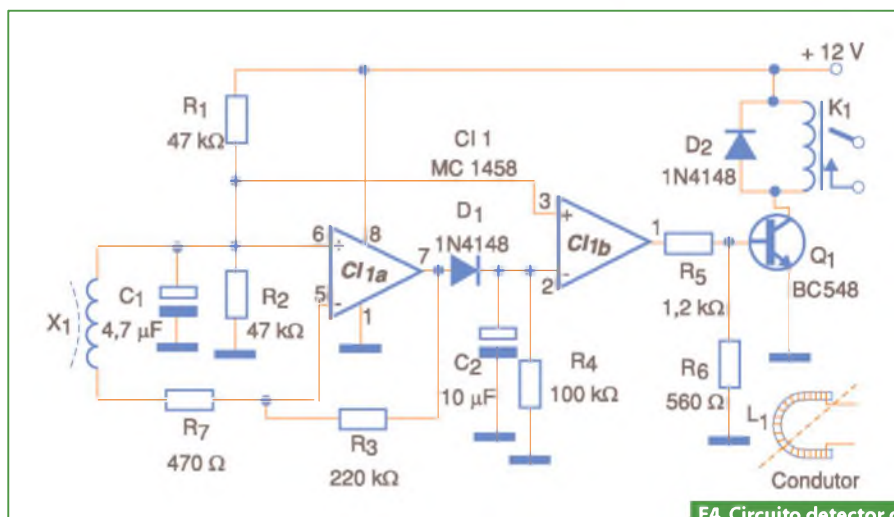 + 12 V
R1
47 kΩ
CI 1
MC 1458
D2
1N4148
K1
D1
1N4148
6
+
8
CI1a
7
5
-
1
3
+
CI1b
1
2
-
X1
C1
4,7 µF
R2
47 kΩ
R5
1,2 kΩ
Q1
BC548
C2
10 µF
R4
100 kΩ
R6
560 Ω
L1
R7
470 Ω
R3
220 kΩ
Condutor
F4. Circuito detector